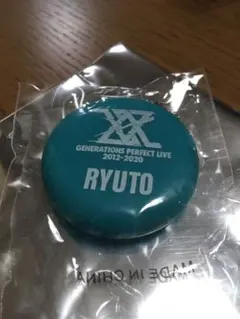 GENERATIONS PERFECT LIVE
2012-2020
RYUTO
MADE IN CHINA